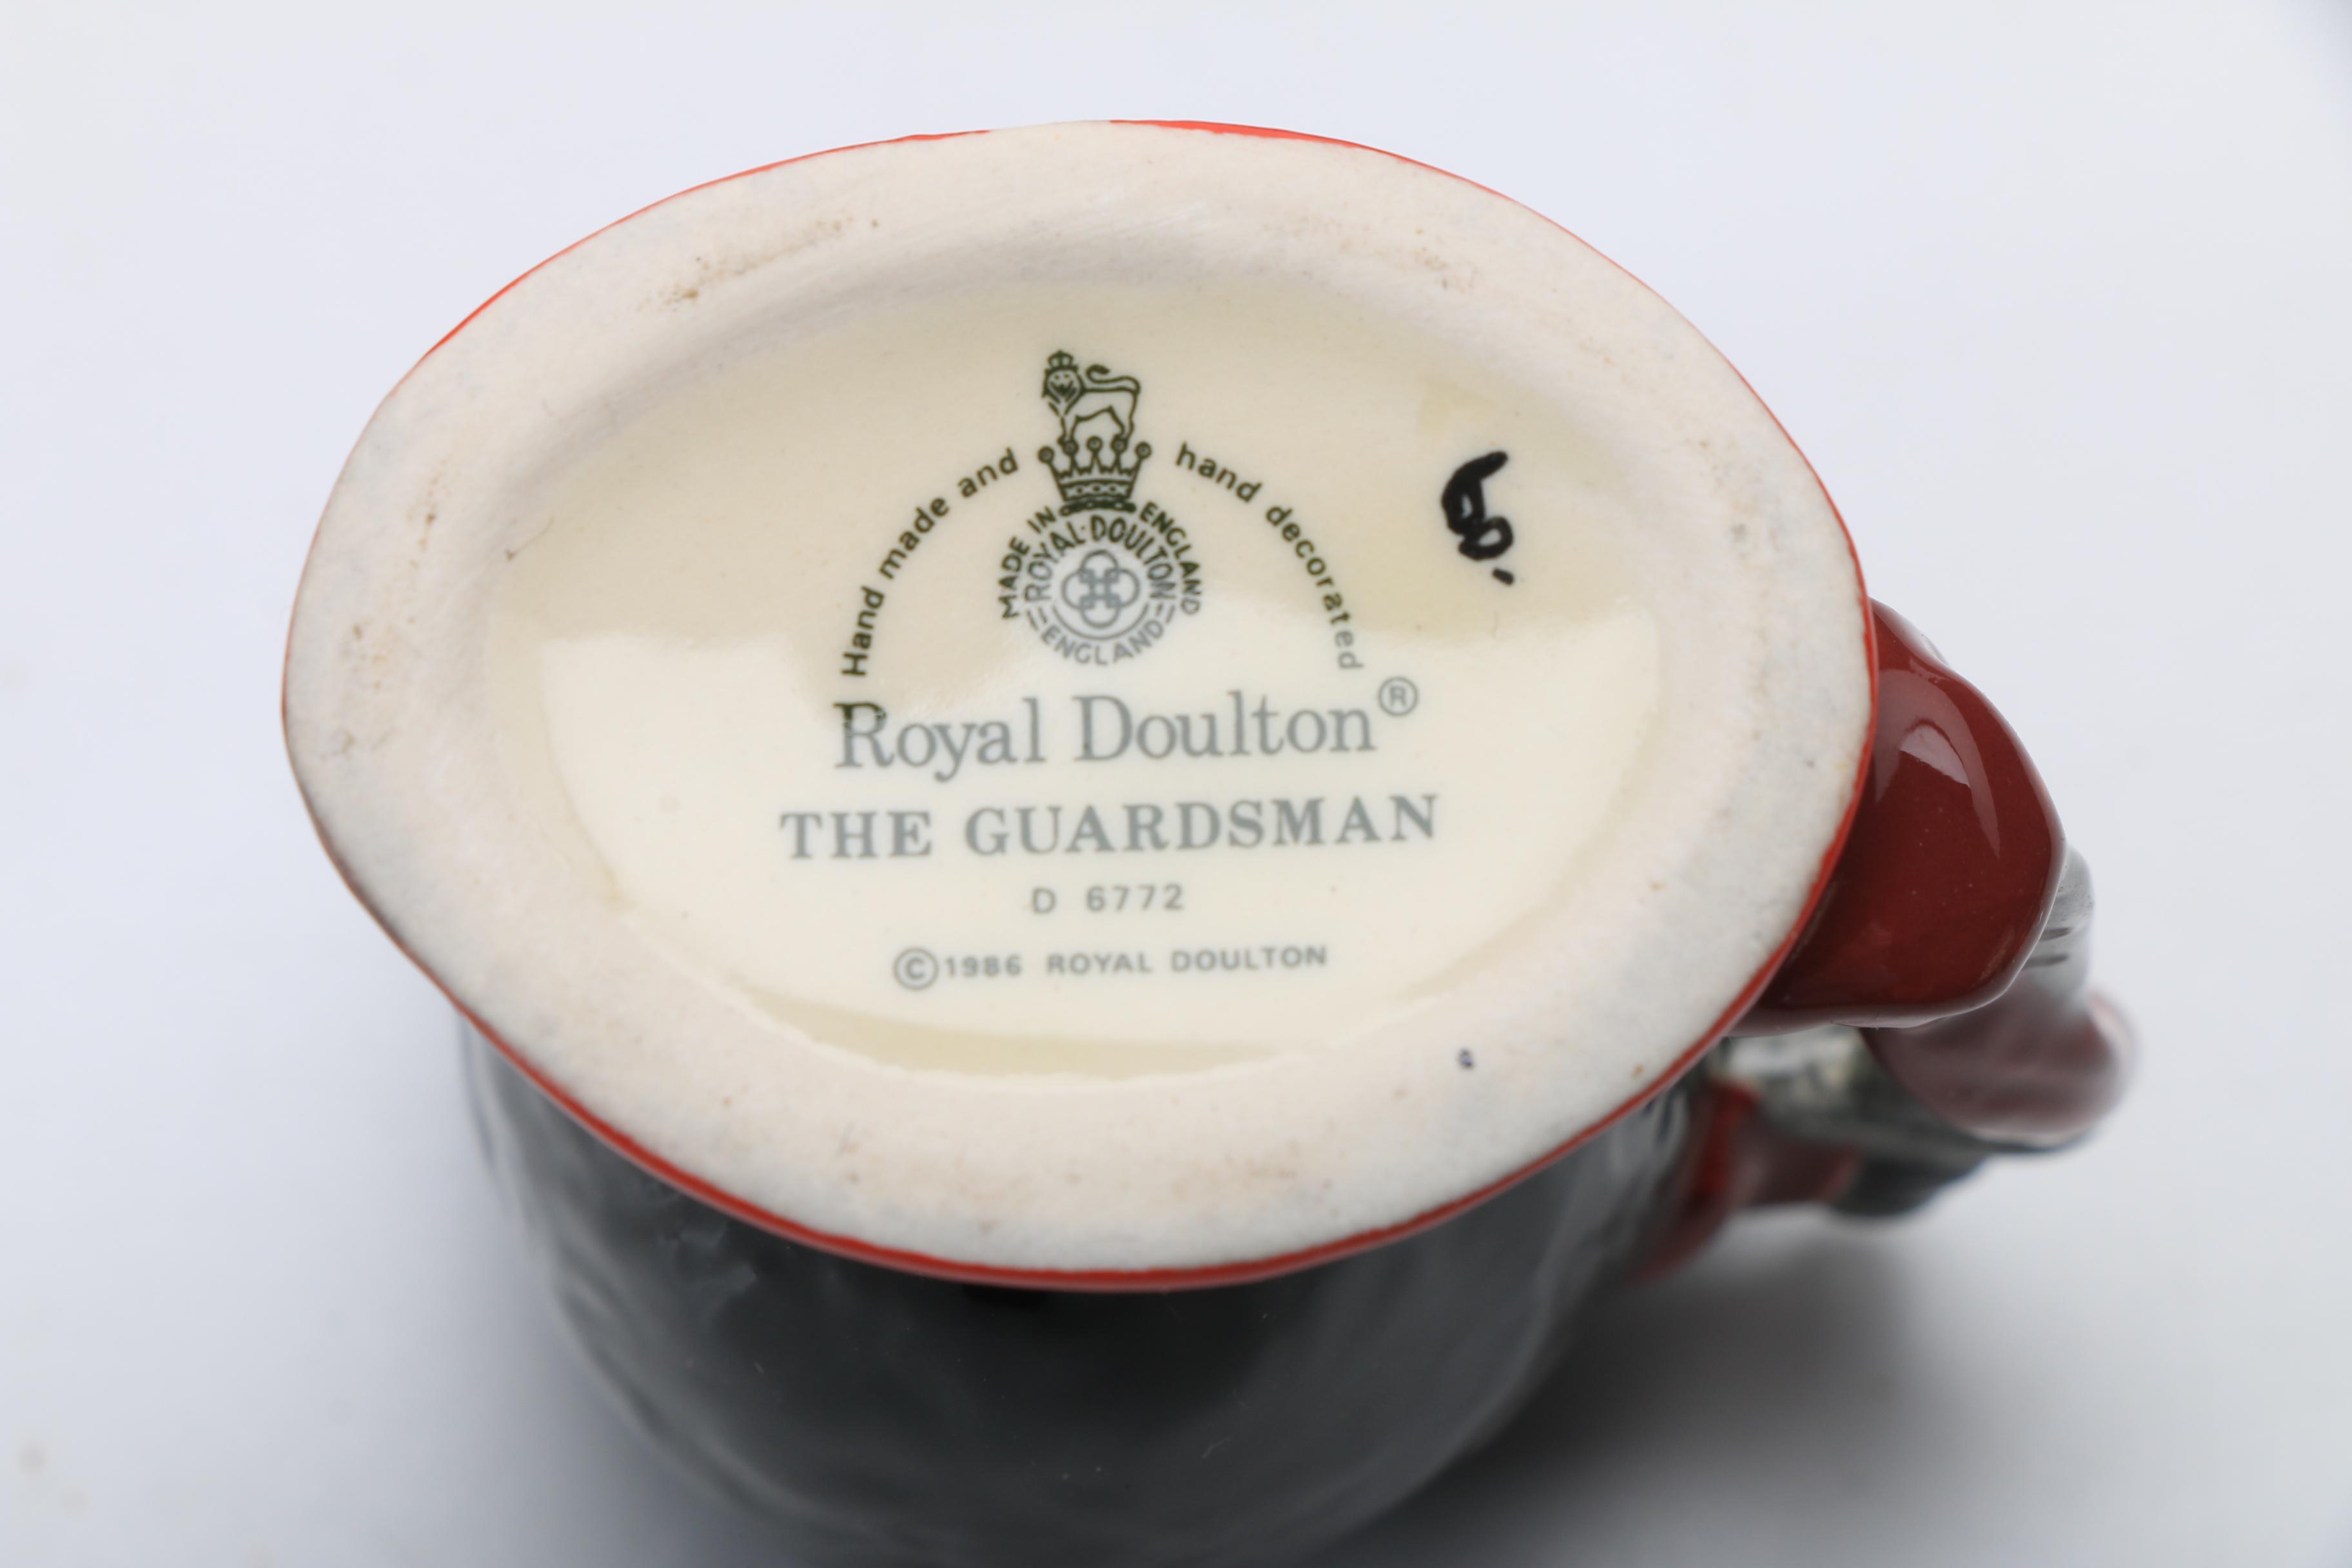 Hand made and hand decorated
MADE IN ENGLAND
ROYAL·DOULTON
ENGLAND
Royal Doulton®
THE GUARDSMAN
D 6772
©1986 ROYAL DOULTON